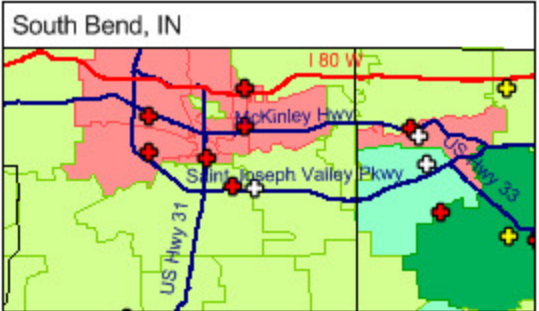 South Bend, IN
I 80 W
McKinley Hwy
US Hwy 33
Saint Joseph Valley Pkwy
US Hwy 31